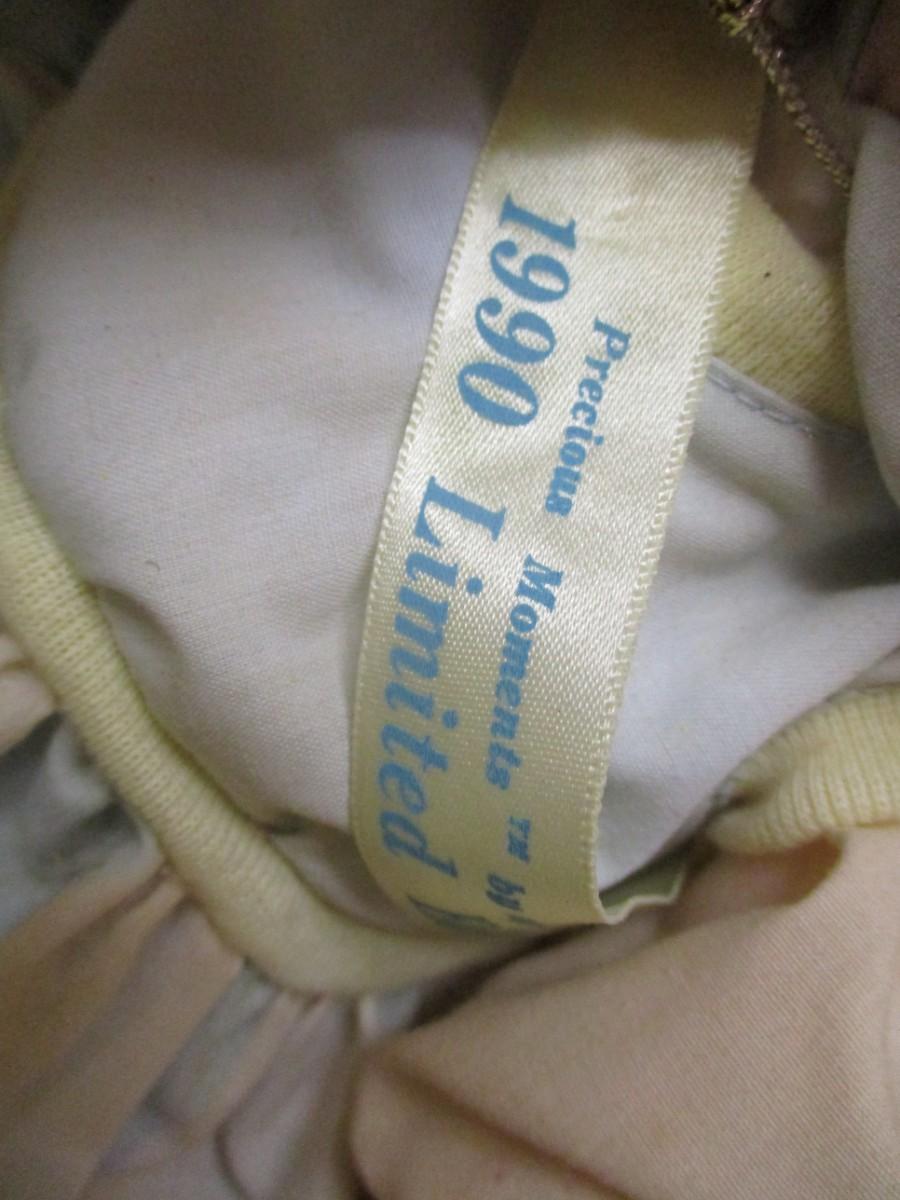 Precious Moments ™ by
1990 Limited